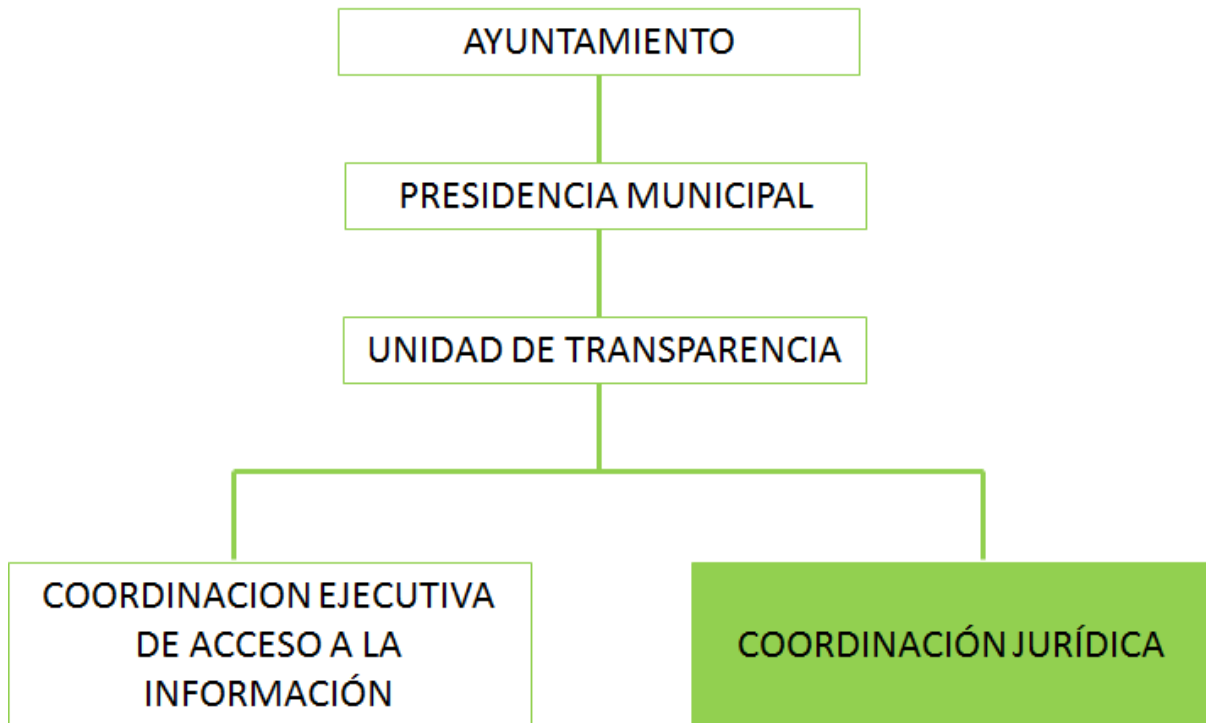 AYUNTAMIENTO
PRESIDENCIA MUNICIPAL
UNIDAD DE TRANSPARENCIA
COORDINACION EJECUTIVA
DE ACCESO A LA
INFORMACIÓN
COORDINACIÓN JURÍDICA